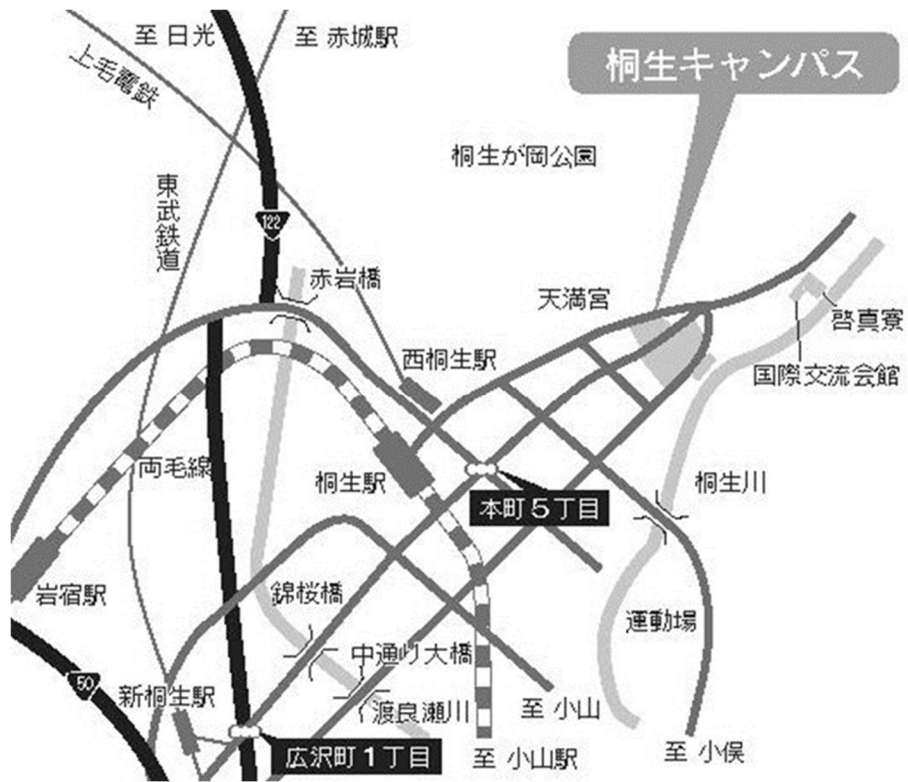 至 日光
至 赤城駅
上毛電鉄
桐生キャンパス
桐生が岡公園
東武鉄道
122
赤岩橋
天満宮
啓真寮
西桐生駅
国際交流会館
両毛線
桐生駅
桐生川
本町5丁目
岩宿駅
錦桜橋
運動場
中通り大橋
50
新桐生駅
渡良瀬川
至 小山
広沢町1丁目
至 小山駅
至 小俣